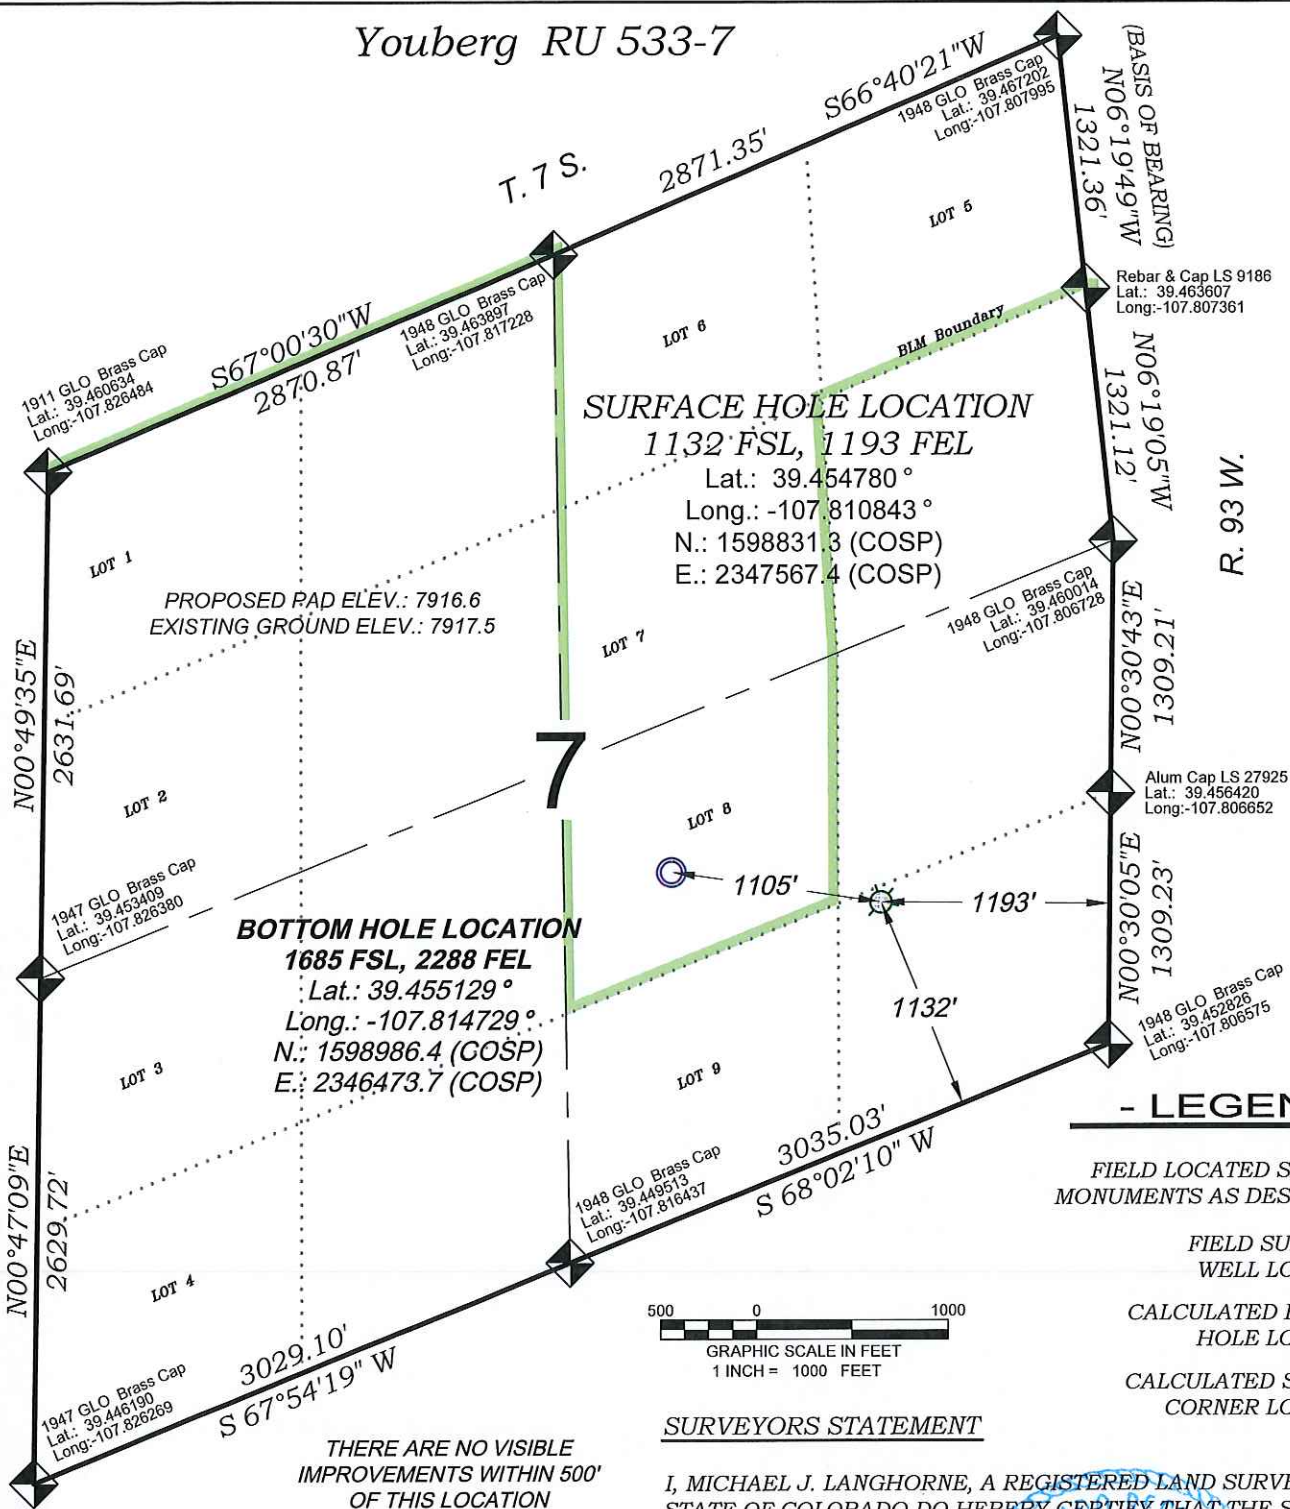 Youberg RU 533-7
(BASIS OF BEARING)
N06°19'49"W
1321.36'
S66°40'21"W
2871.35'
1948 GLO Brass Cap
Lat.: 39.467202
Long:-107.807995
T. 7 S.
LOT 5
Rebar & Cap LS 9186
Lat.: 39.463607
Long:-107.807361
1948 GLO Brass Cap
Lat.: 39.463897
Long:-107.817228
S67°00'30"W
2870.87'
1911 GLO Brass Cap
Lat.: 39.460634
Long:-107.826484
LOT 6
BLM Boundary
N06°19'05"W
1321.12'
SURFACE HOLE LOCATION
1132 FSL, 1193 FEL
Lat.: 39.454780°
Long.: -107.810843°
N.: 1598831.3 (COSP)
E.: 2347567.4 (COSP)
R. 93 W.
LOT 1
PROPOSED PAD ELEV.: 7916.6
EXISTING GROUND ELEV.: 7917.5
LOT 7
1948 GLO Brass Cap
Lat.: 39.460014
Long:-107.806728
N00°30'43"E
1309.21'
N00°49'35"E
2631.69'
7
LOT 2
LOT 8
Alum Cap LS 27925
Lat.: 39.456420
Long:-107.806652
1105'
1193'
1132'
N00°30'05"E
1309.23'
1947 GLO Brass Cap
Lat.: 39.453409
Long:-107.826380
BOTTOM HOLE LOCATION
1685 FSL, 2288 FEL
Lat.: 39.455129°
Long.: -107.814729°
N.: 1598986.4 (COSP)
E.: 2346473.7 (COSP)
1948 GLO Brass Cap
Lat.: 39.452826
Long:-107.806575
LOT 3
LOT 9
3035.03'
S 68°02'10" W
N00°47'09"E
2629.72'
1948 GLO Brass Cap
Lat.: 39.449513
Long:-107.816437
LOT 4
3029.10'
S 67°54'19" W
1947 GLO Brass Cap
Lat.: 39.446190
Long:-107.826269
- LEGEN
FIELD LOCATED S
MONUMENTS AS DES
FIELD SU
WELL LO
CALCULATED
HOLE LO
CALCULATED S
CORNER LO
500 0 1000
GRAPHIC SCALE IN FEET
1 INCH = 1000 FEET
THERE ARE NO VISIBLE
IMPROVEMENTS WITHIN 500'
OF THIS LOCATION
SURVEYORS STATEMENT
I, MICHAEL J. LANGHORNE, A REGISTERED LAND SURVE
STATE OF COLORADO DO HEREBY CERTIFY THAT THE S